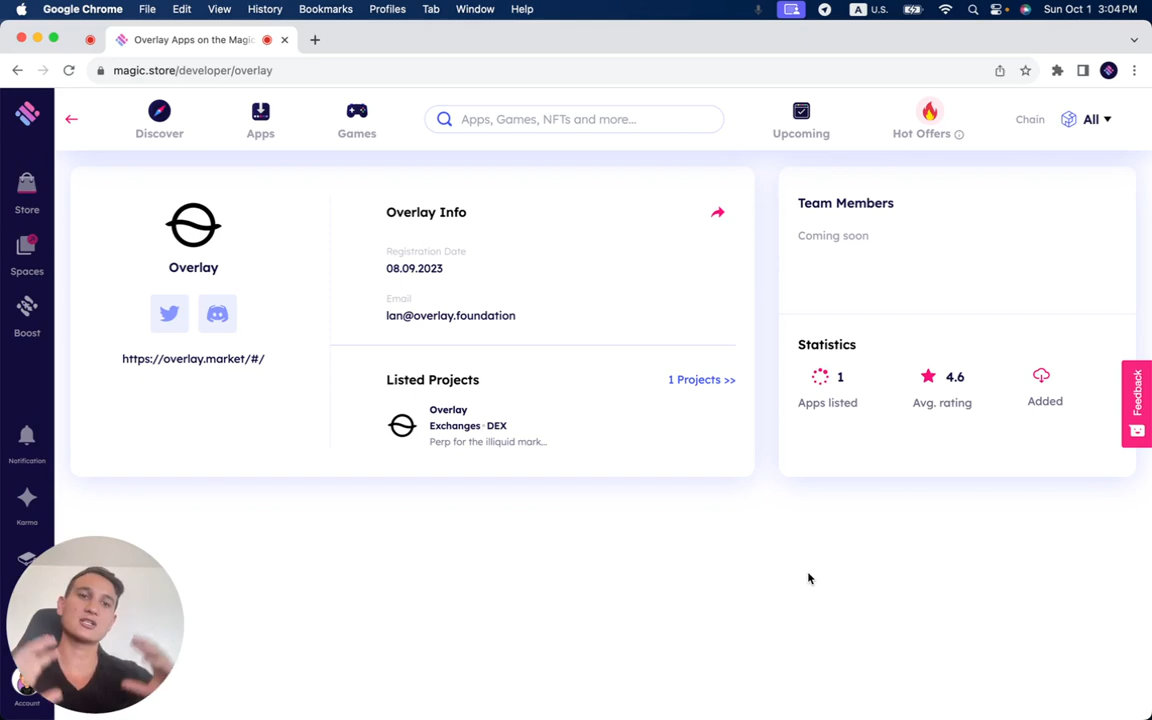 Google Chrome File Edit View History Bookmarks Profiles Tab Window Help A U.S. Sun Oct 1 3:04 PM
Overlay Apps on the Magic
magic.store/developer/overlay
Discover
Apps
Games
Apps, Games, NFTs and more...
Upcoming
Hot Offers
Chain
All
Store
Spaces
Boost
Notification
Karma
Account
Overlay
https://overlay.market/#/
Overlay Info
Registration Date
08.09.2023
Email
lan@overlay.foundation
Listed Projects 1 Projects >>
Overlay
Exchanges · DEX
Perp for the illiquid mark...
Team Members
Coming soon
Statistics
1
Apps listed
4.6
Avg. rating
Added
Feedback